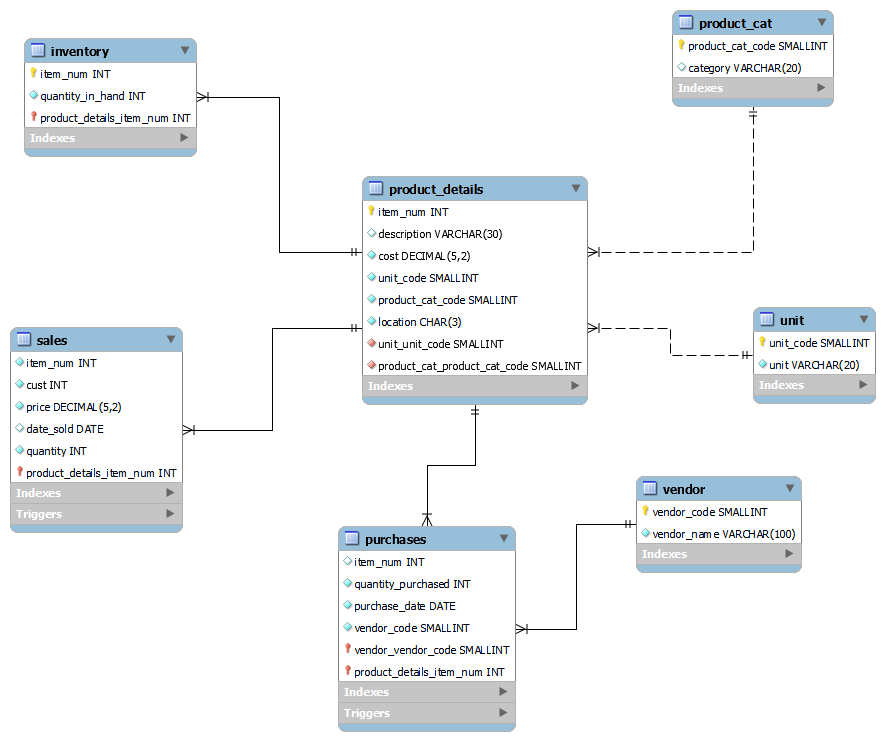 inventory
item_num INT
quantity_in_hand INT
product_details_item_num INT
Indexes
product_cat
product_cat_code SMALLINT
category VARCHAR(20)
Indexes
product_details
item_num INT
description VARCHAR(30)
cost DECIMAL(5,2)
unit_code SMALLINT
product_cat_code SMALLINT
location CHAR(3)
unit_unit_code SMALLINT
product_cat_product_cat_code SMALLINT
Indexes
sales
item_num INT
cust INT
price DECIMAL(5,2)
date_sold DATE
quantity INT
product_details_item_num INT
Indexes
Triggers
unit
unit_code SMALLINT
unit VARCHAR(20)
Indexes
vendor
vendor_code SMALLINT
vendor_name VARCHAR(100)
Indexes
purchases
item_num INT
quantity_purchased INT
purchase_date DATE
vendor_code SMALLINT
vendor_vendor_code SMALLINT
product_details_item_num INT
Indexes
Triggers